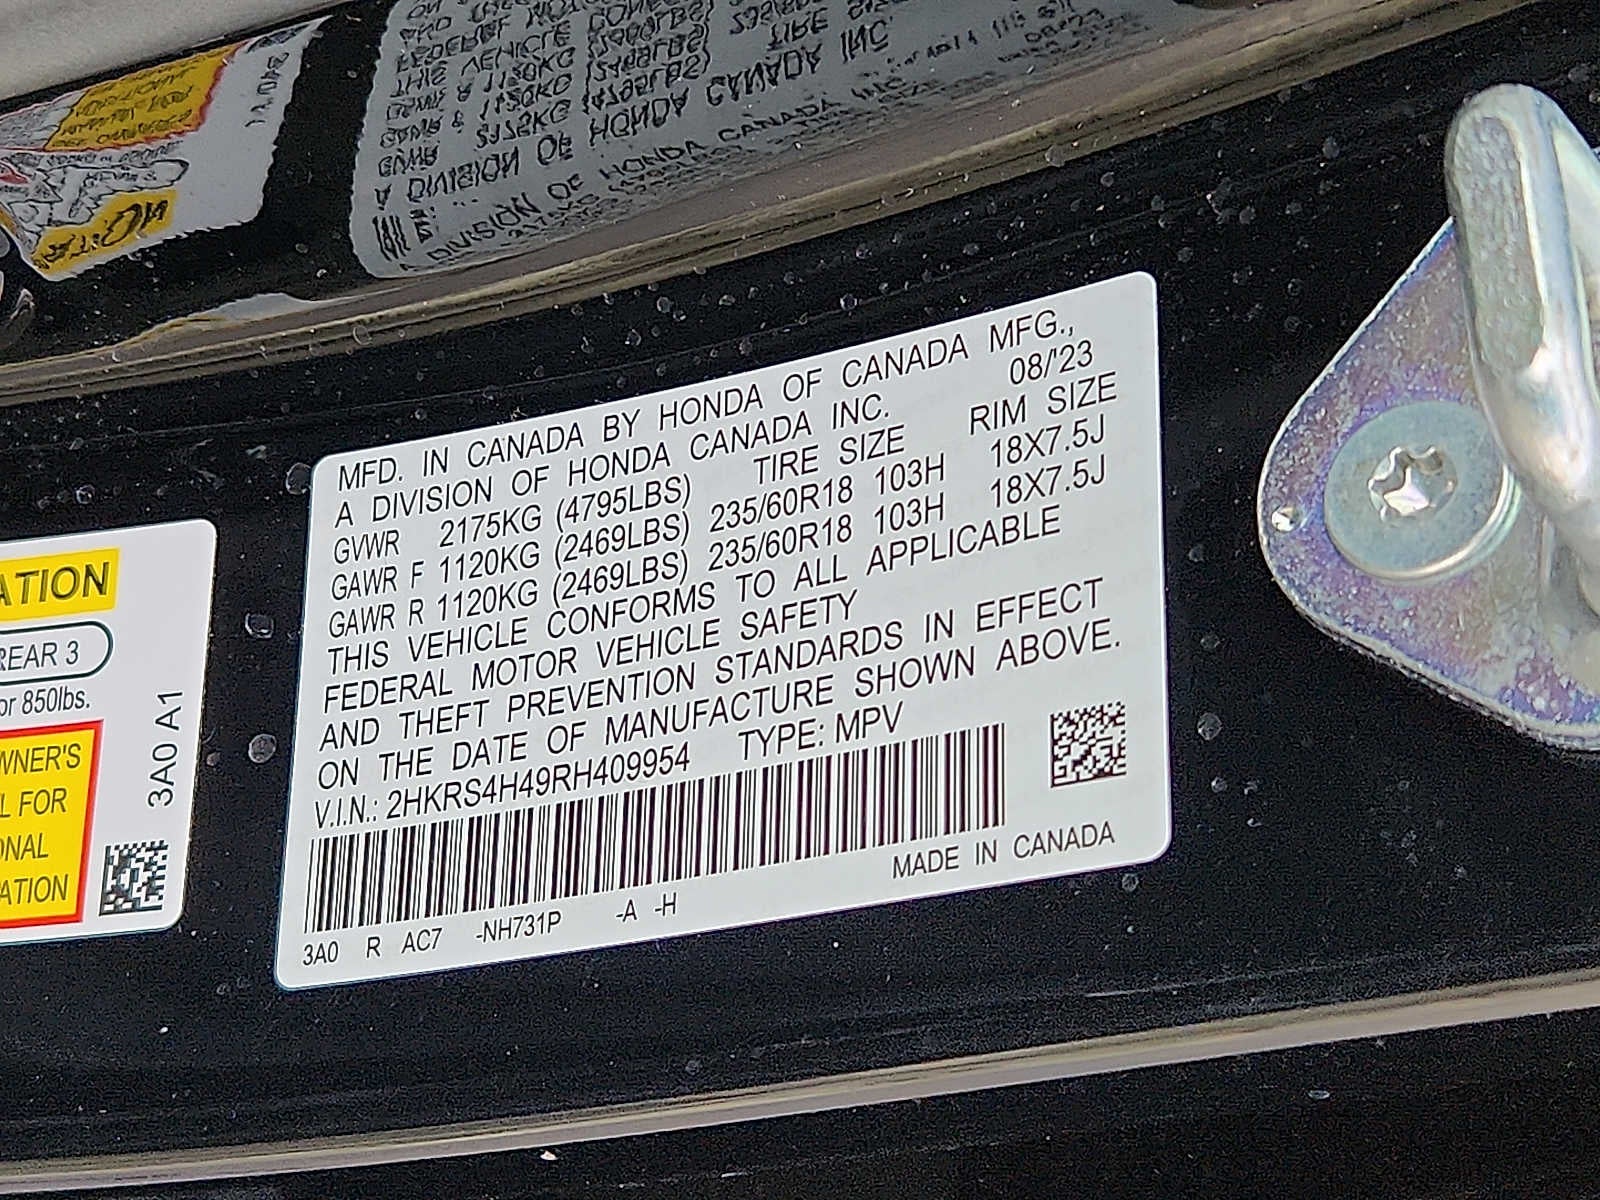 MFD. IN CANADA BY HONDA OF CANADA MFG.,
A DIVISION OF HONDA CANADA INC. 08/'23
GVWR 2175KG (4795LBS) TIRE SIZE RIM SIZE
GAWR F 1120KG (2469LBS) 235/60R18 103H 18X7.5J
GAWR R 1120KG (2469LBS) 235/60R18 103H 18X7.5J
THIS VEHICLE CONFORMS TO ALL APPLICABLE
FEDERAL MOTOR VEHICLE SAFETY
AND THEFT PREVENTION STANDARDS IN EFFECT
ON THE DATE OF MANUFACTURE SHOWN ABOVE.
V.I.N.: 2HKRS4H49RH409954 TYPE: MPV
MADE IN CANADA
3A0 R AC7 -NH731P -A -H
ATION
REAR 3
or 850lbs.
WNER'S
L FOR
ONAL
ATION
3A0 A1